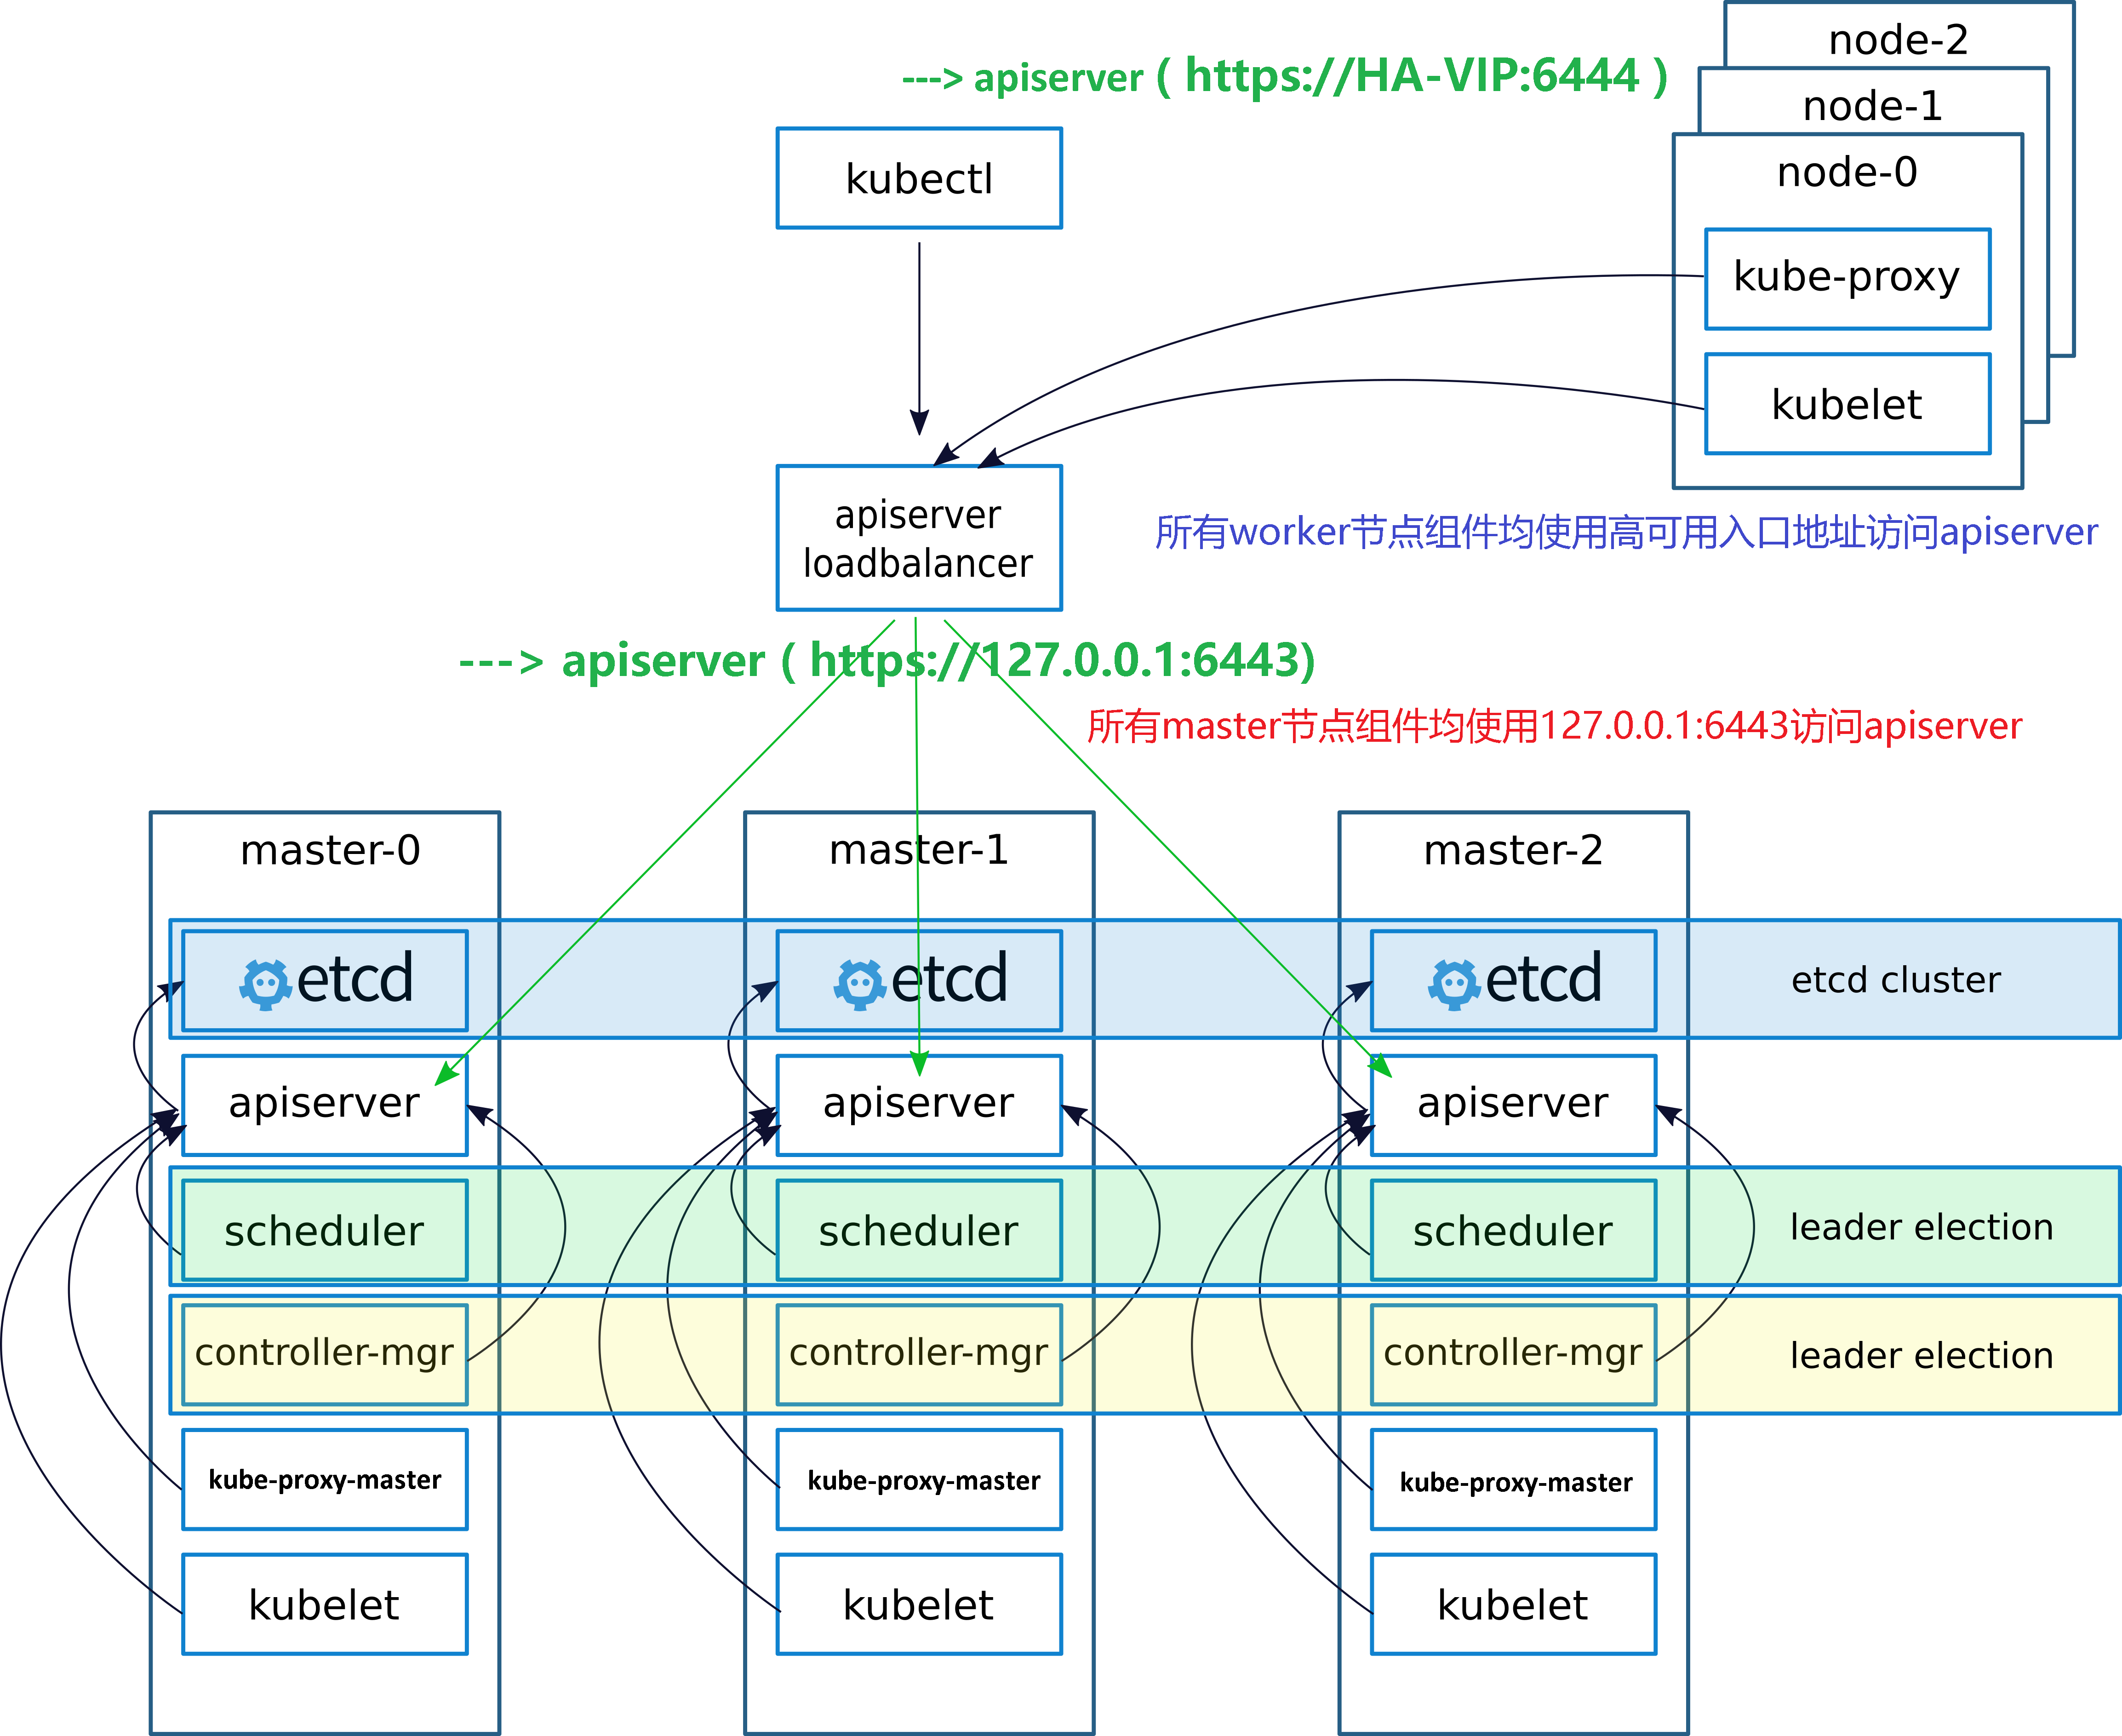 node-2
---> apiserver ( https://HA-VIP:6444 )
node-1
node-0
kubectl
kube-proxy
kubelet
apiserver
loadbalancer
所有worker节点组件均使用高可用入口地址访问apiserver
---> apiserver ( https://127.0.0.1:6443)
所有master节点组件均使用127.0.0.1:6443访问apiserver
master-0
master-1
master-2
etcd
etcd
etcd
etcd cluster
apiserver
apiserver
apiserver
scheduler
scheduler
scheduler
leader election
controller-mgr
controller-mgr
controller-mgr
leader election
kube-proxy-master
kube-proxy-master
kube-proxy-master
kubelet
kubelet
kubelet